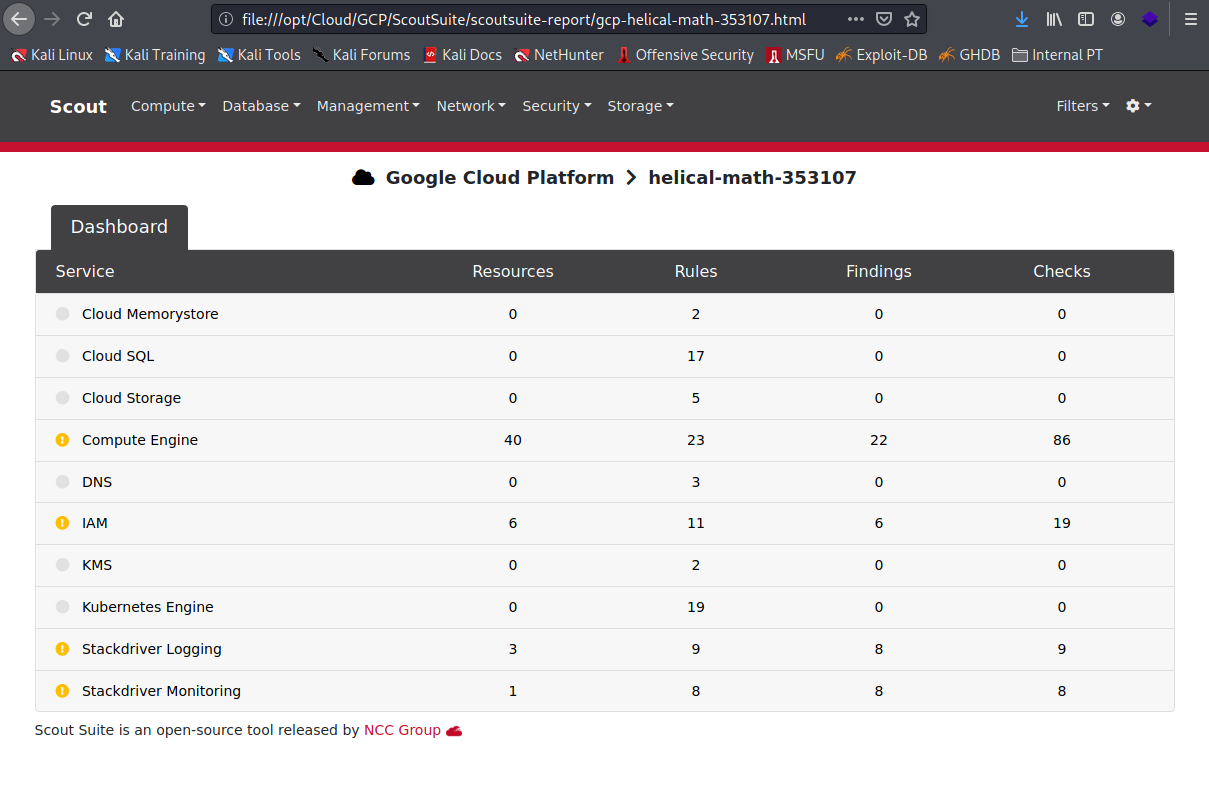 file:///opt/Cloud/GCP/ScoutSuite/scoutsuite-report/gcp-helical-math-353107.html
Kali Linux Kali Training Kali Tools Kali Forums Kali Docs NetHunter Offensive Security MSFU Exploit-DB GHDB Internal PT
Scout Compute Database Management Network Security Storage Filters
Google Cloud Platform helical-math-353107
Dashboard
Service Resources Rules Findings Checks
Cloud Memorystore 0 2 0 0
Cloud SQL 0 17 0 0
Cloud Storage 0 5 0 0
Compute Engine 40 23 22 86
DNS 0 3 0 0
IAM 6 11 6 19
KMS 0 2 0 0
Kubernetes Engine 0 19 0 0
Stackdriver Logging 3 9 8 9
Stackdriver Monitoring 1 8 8 8
Scout Suite is an open-source tool released by NCC Group